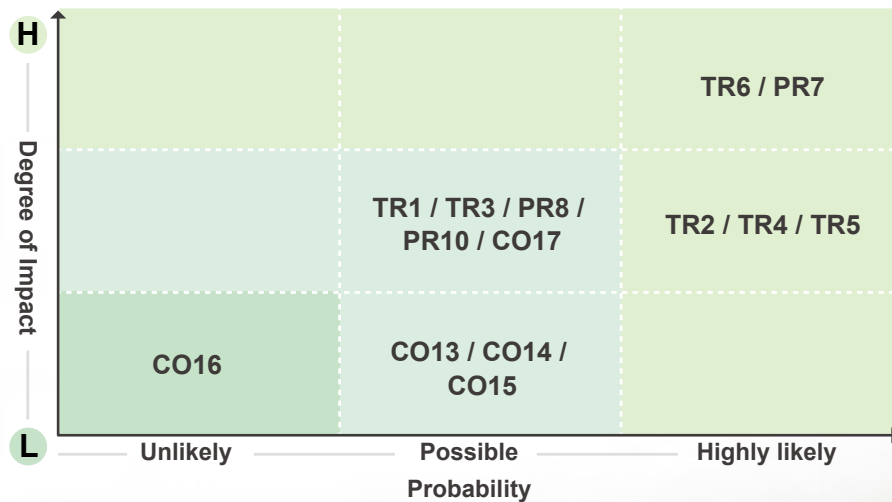 H
Degree of Impact
L
TR6 / PR7
TR1 / TR3 / PR8 /
PR10 / CO17
TR2 / TR4 / TR5
CO16
CO13 / CO14 /
CO15
Unlikely
Possible
Highly likely
Probability